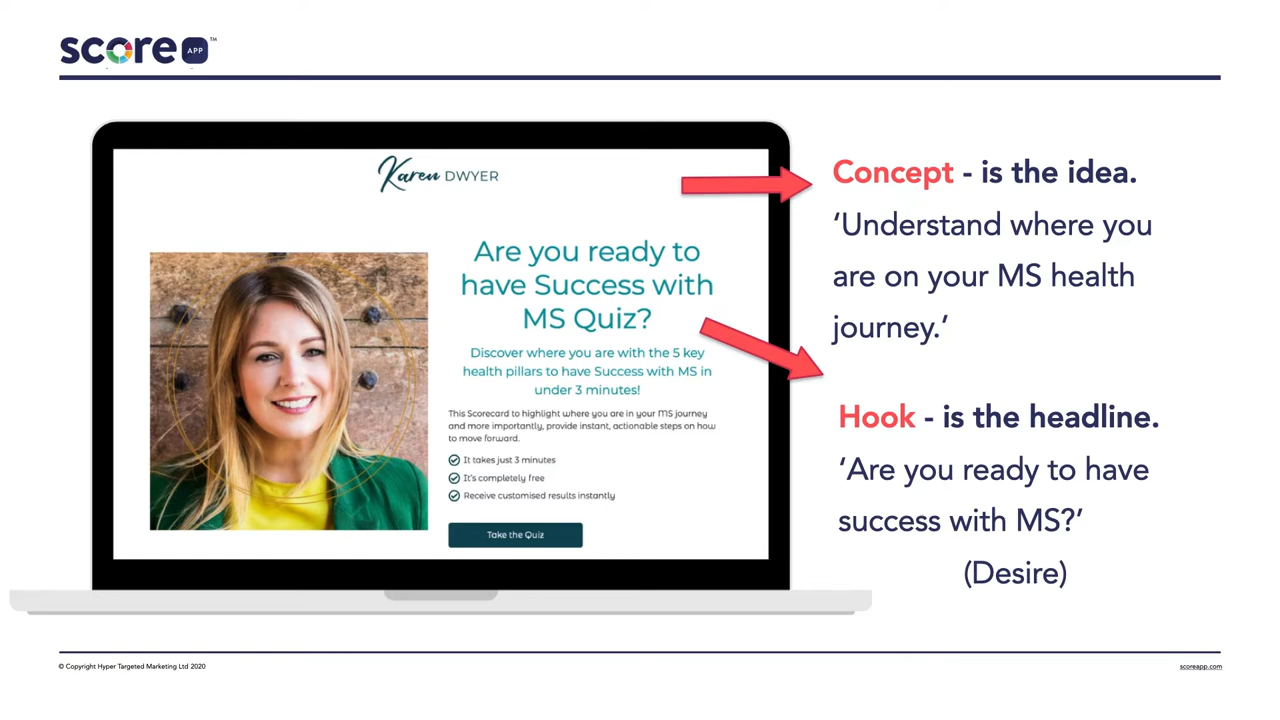 score APP ™
Karen DWYER
Are you ready to
have Success with
MS Quiz?
Discover where you are with the 5 key
health pillars to have Success with MS in
under 3 minutes!
This Scorecard to highlight where you are in your MS journey
and more importantly, provide instant, actionable steps on how
to move forward.
It takes just 3 minutes
It's completely free
Receive customised results instantly
Take the Quiz
Concept - is the idea.
‘Understand where you
are on your MS health
journey.’
Hook - is the headline.
‘Are you ready to have
success with MS?’
(Desire)
© Copyright Hyper Targeted Marketing Ltd 2020
scoreapp.com